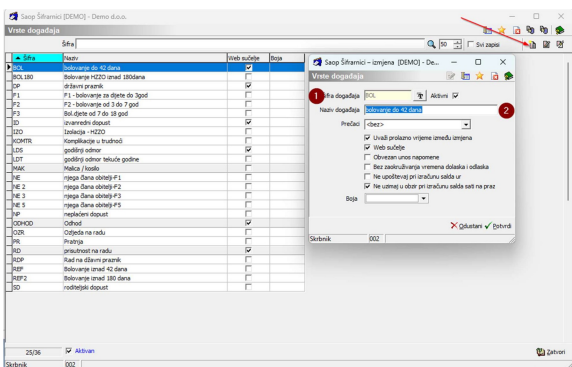 Saop Šifrarnici [DEMO] - Demo d.o.o.
Vrste događaja
Šifra 50 Svi zapisi
Šifra Naziv Web sučelje Boja
BOL bolovanje do 42 dana
BOL180 Bolovanje HZZO iznad 180dana
DP državni praznik
F1 F1 - bolovanje za dijete do 3god
F2 F2 - bolovanje od 3 do 7 god
F3 Bol.djete od 7 do 18 god
ID izvanredni dopust
IZO Izolacija - HZZO
KOMTR Komplikacije u trudnoći
LDS godišnji odmor
LDT godišnji odmor tekuće godine
MAK Malica / kosilo
NE njega člana obitelji-F1
NE 2 njega člana obitelji-F2
NE 3 njega člana obitelji-F3
NE 5 njega člana obitelji-F5
NP neplaćeni dopust
ODHOD Odhod
OZR Ozljeda na radu
PR Pratnja
RD prisutnost na radu
RDP Rad na državni praznik
REF Bolovanje iznad 42 dana
REF2 Bolovanje iznad 180 dana
SD roditeljski dopust
25/36 Aktivan Zatvori
Skrbnik 002
Saop Šifrarnici – izmjena [DEMO] - De...
Vrste događaja
1 Šifra događaja BOL Aktivni
Naziv događaja bolovanje do 42 dana 2
Prečaci <bez>
Uvaži prolazno vrijeme između izmjena
Web sučelje
Obvezan unos napomene
Bez zaokruživanja vremena dolaska i odlaska
Ne upoštevaj pri izračunu salda ur
Ne uzimaj u obzir pri izračunu salda sati na praz
Boja
Odustani Potvrdi
Skrbnik 002